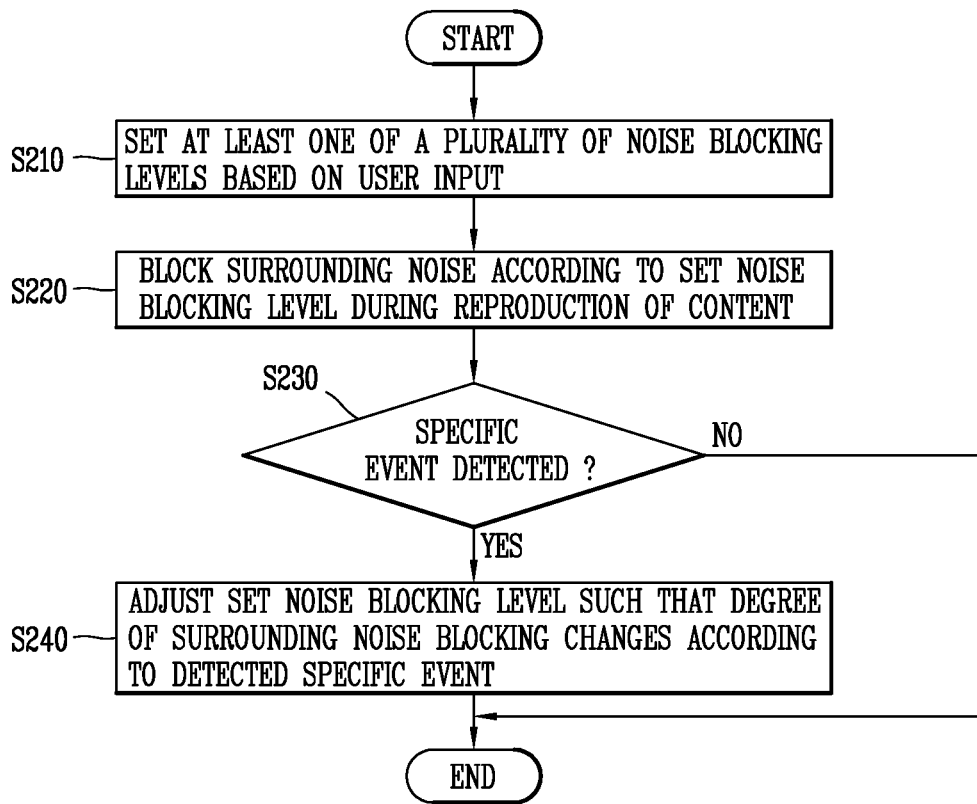 START
S210
SET AT LEAST ONE OF A PLURALITY OF NOISE BLOCKING
LEVELS BASED ON USER INPUT
S220
BLOCK SURROUNDING NOISE ACCORDING TO SET NOISE
BLOCKING LEVEL DURING REPRODUCTION OF CONTENT
S230
SPECIFIC
EVENT DETECTED ?
NO
YES
S240
ADJUST SET NOISE BLOCKING LEVEL SUCH THAT DEGREE
OF SURROUNDING NOISE BLOCKING CHANGES ACCORDING
TO DETECTED SPECIFIC EVENT
END